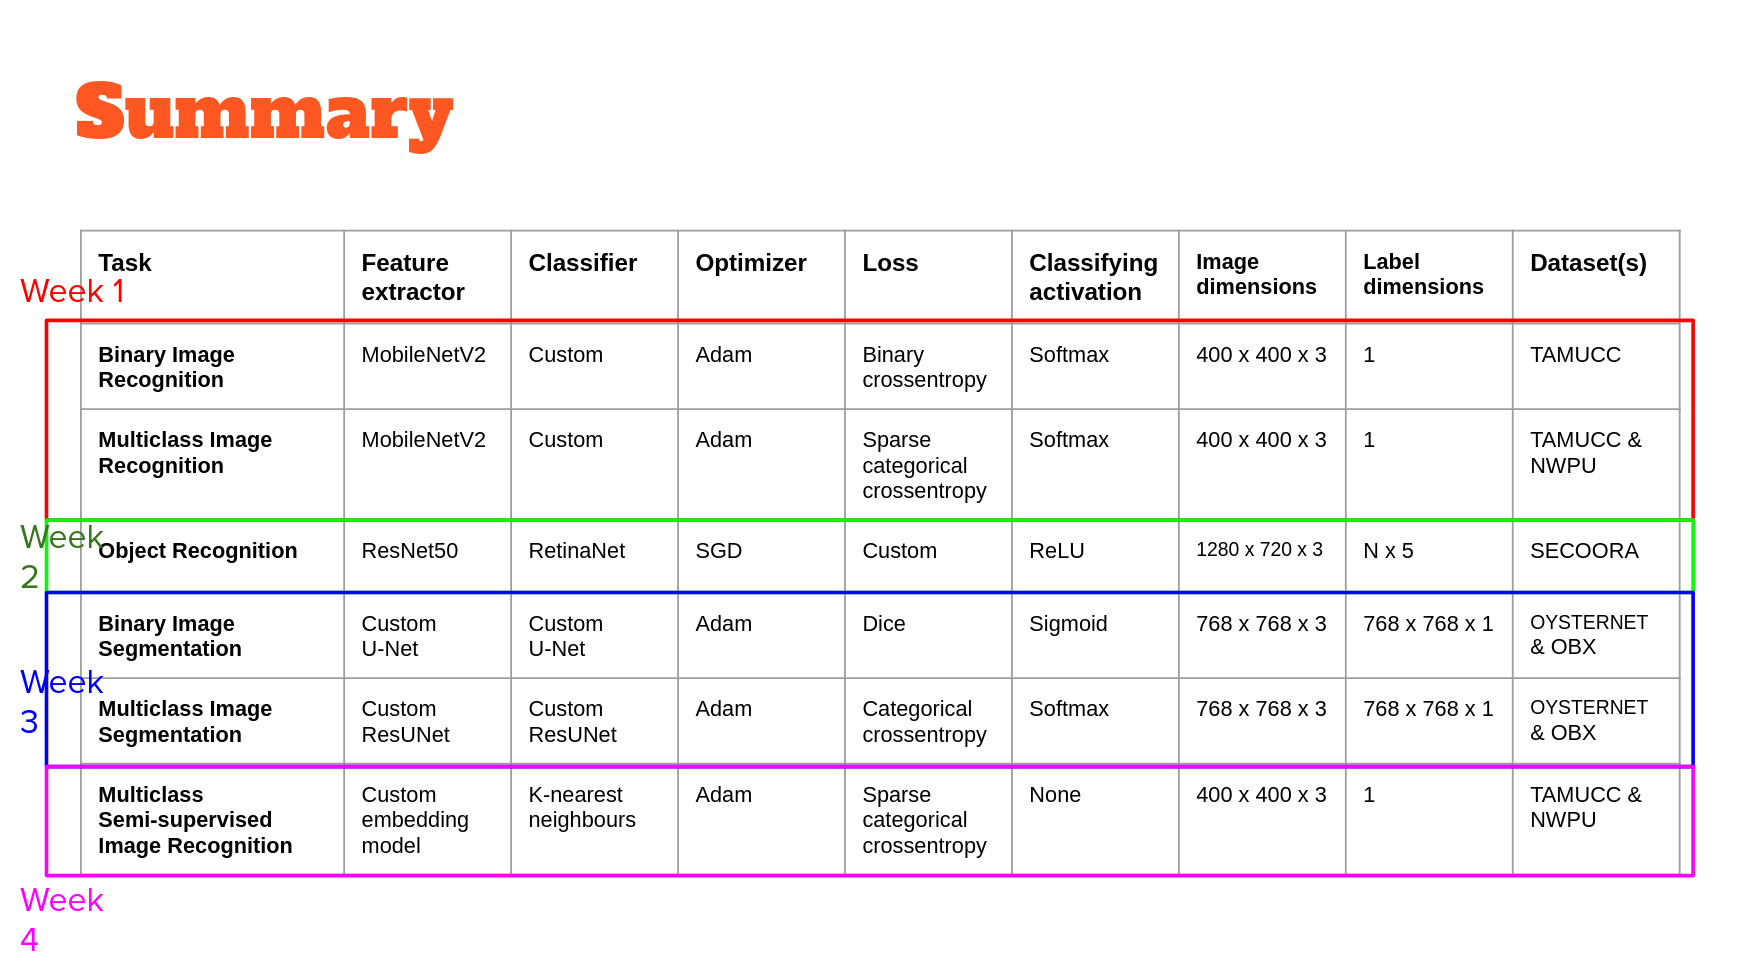 Summary
Task Feature extractor Classifier Optimizer Loss Classifying activation Image dimensions Label dimensions Dataset(s)
Week 1
Binary Image Recognition MobileNetV2 Custom Adam Binary crossentropy Softmax 400 x 400 x 3 1 TAMUCC
Multiclass Image Recognition MobileNetV2 Custom Adam Sparse categorical crossentropy Softmax 400 x 400 x 3 1 TAMUCC & NWPU
Week 2
Object Recognition ResNet50 RetinaNet SGD Custom ReLU 1280 x 720 x 3 N x 5 SECOORA
Week 3
Binary Image Segmentation Custom U-Net Custom U-Net Adam Dice Sigmoid 768 x 768 x 3 768 x 768 x 1 OYSTERNET & OBX
Multiclass Image Segmentation Custom ResUNet Custom ResUNet Adam Categorical crossentropy Softmax 768 x 768 x 3 768 x 768 x 1 OYSTERNET & OBX
Multiclass Semi-supervised Image Recognition Custom embedding model K-nearest neighbours Adam Sparse categorical crossentropy None 400 x 400 x 3 1 TAMUCC & NWPU
Week 4